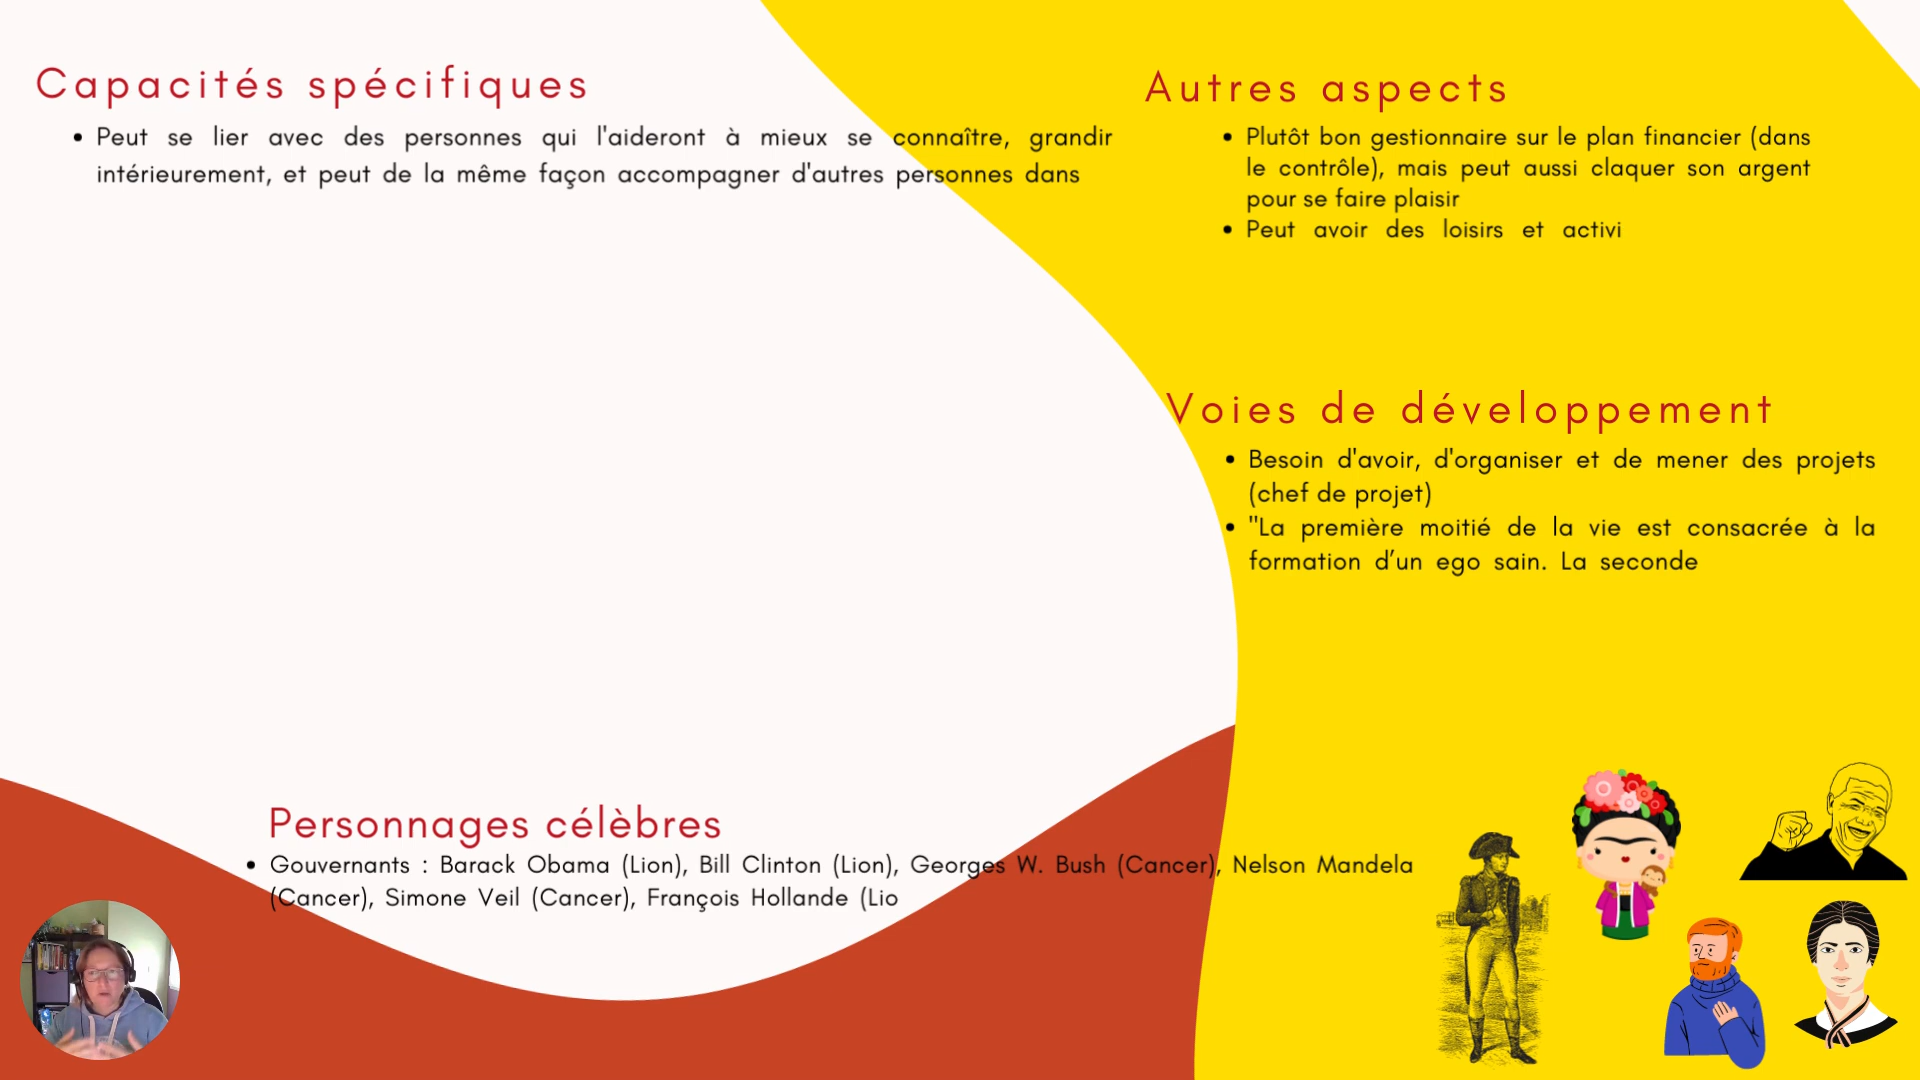 Capacités spécifiques
Peut se lier avec des personnes qui l'aideront à mieux se connaître, grandir
intérieurement, et peut de la même façon accompagner d'autres personnes dans
Autres aspects
Plutôt bon gestionnaire sur le plan financier (dans
le contrôle), mais peut aussi claquer son argent
pour se faire plaisir
Peut avoir des loisirs et activi
Voies de développement
Besoin d'avoir, d'organiser et de mener des projets
(chef de projet)
"La première moitié de la vie est consacrée à la
formation d’un ego sain. La seconde
Personnages célèbres
Gouvernants : Barack Obama (Lion), Bill Clinton (Lion), Georges W. Bush (Cancer), Nelson Mandela
(Cancer), Simone Veil (Cancer), François Hollande (Lio